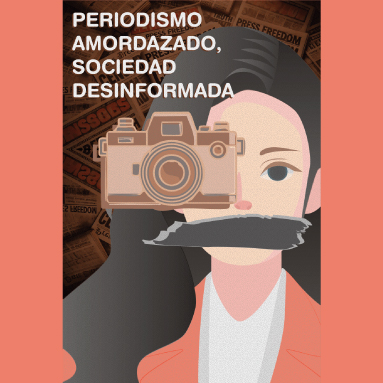 PERIODISMO
AMORDAZADO,
SOCIEDAD
DESINFORMADA
PRESS FREEDOM